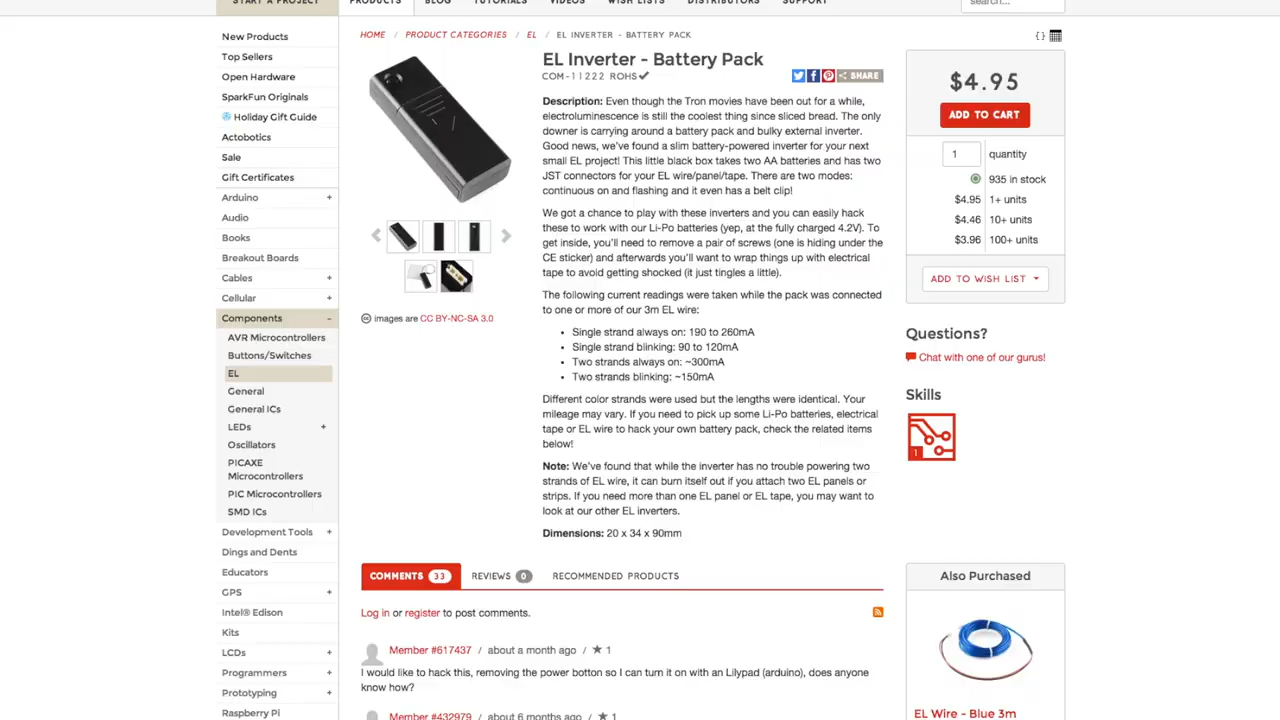 START A PROJECT
PRODUCTS BLOG TUTORIALS VIDEOS WISH LISTS DISTRIBUTORS SUPPORT
search...
New Products
Top Sellers
Open Hardware
SparkFun Originals
Holiday Gift Guide
Actobotics
Sale
Gift Certificates
Arduino +
Audio
Books
Breakout Boards
Cables +
Cellular +
Components -
AVR Microcontrollers
Buttons/Switches
EL
General
General ICs
LEDs +
Oscillators
PICAXE
Microcontrollers
PIC Microcontrollers
SMD ICs
Development Tools +
Dings and Dents
Educators
GPS +
Intel® Edison
Kits
LCDs +
Programmers +
Prototyping +
Raspberry Pi
HOME / PRODUCT CATEGORIES / EL / EL INVERTER - BATTERY PACK
{ }
EL Inverter - Battery Pack
COM-11222 ROHS✔
SHARE
images are CC BY-NC-SA 3.0
Description: Even though the Tron movies have been out for a while,
electroluminescence is still the coolest thing since sliced bread. The only
downer is carrying around a battery pack and bulky external inverter.
Good news, we've found a slim battery-powered inverter for your next
small EL project! This little black box takes two AA batteries and has two
JST connectors for your EL wire/panel/tape. There are two modes:
continuous on and flashing and it even has a belt clip!
We got a chance to play with these inverters and you can easily hack
these to work with our Li-Po batteries (yep, at the fully charged 4.2V). To
get inside, you'll need to remove a pair of screws (one is hiding under the
CE sticker) and afterwards you'll want to wrap things up with electrical
tape to avoid getting shocked (it just tingles a little).
The following current readings were taken while the pack was connected
to one or more of our 3m EL wire:
• Single strand always on: 190 to 260mA
• Single strand blinking: 90 to 120mA
• Two strands always on: ~300mA
• Two strands blinking: ~150mA
Different color strands were used but the lengths were identical. Your
mileage may vary. If you need to pick up some Li-Po batteries, electrical
tape or EL wire to hack your own battery pack, check the related items
below!
Note: We've found that while the inverter has no trouble powering two
strands of EL wire, it can burn itself out if you attach two EL panels or
strips. If you need more than one EL panel or EL tape, you may want to
look at our other EL inverters.
Dimensions: 20 x 34 x 90mm
COMMENTS 33 REVIEWS 0 RECOMMENDED PRODUCTS
Log in or register to post comments.
Member #617437 / about a month ago / ★ 1
I would like to hack this, removing the power botton so I can turn it on with an Lilypad (arduino), does anyone
know how?
Member #432979 / about 6 months ago / ★ 1
$4.95
ADD TO CART
1 quantity
935 in stock
$4.95 1+ units
$4.46 10+ units
$3.96 100+ units
ADD TO WISH LIST
Questions?
Chat with one of our gurus!
Skills
1
Also Purchased
EL Wire - Blue 3m